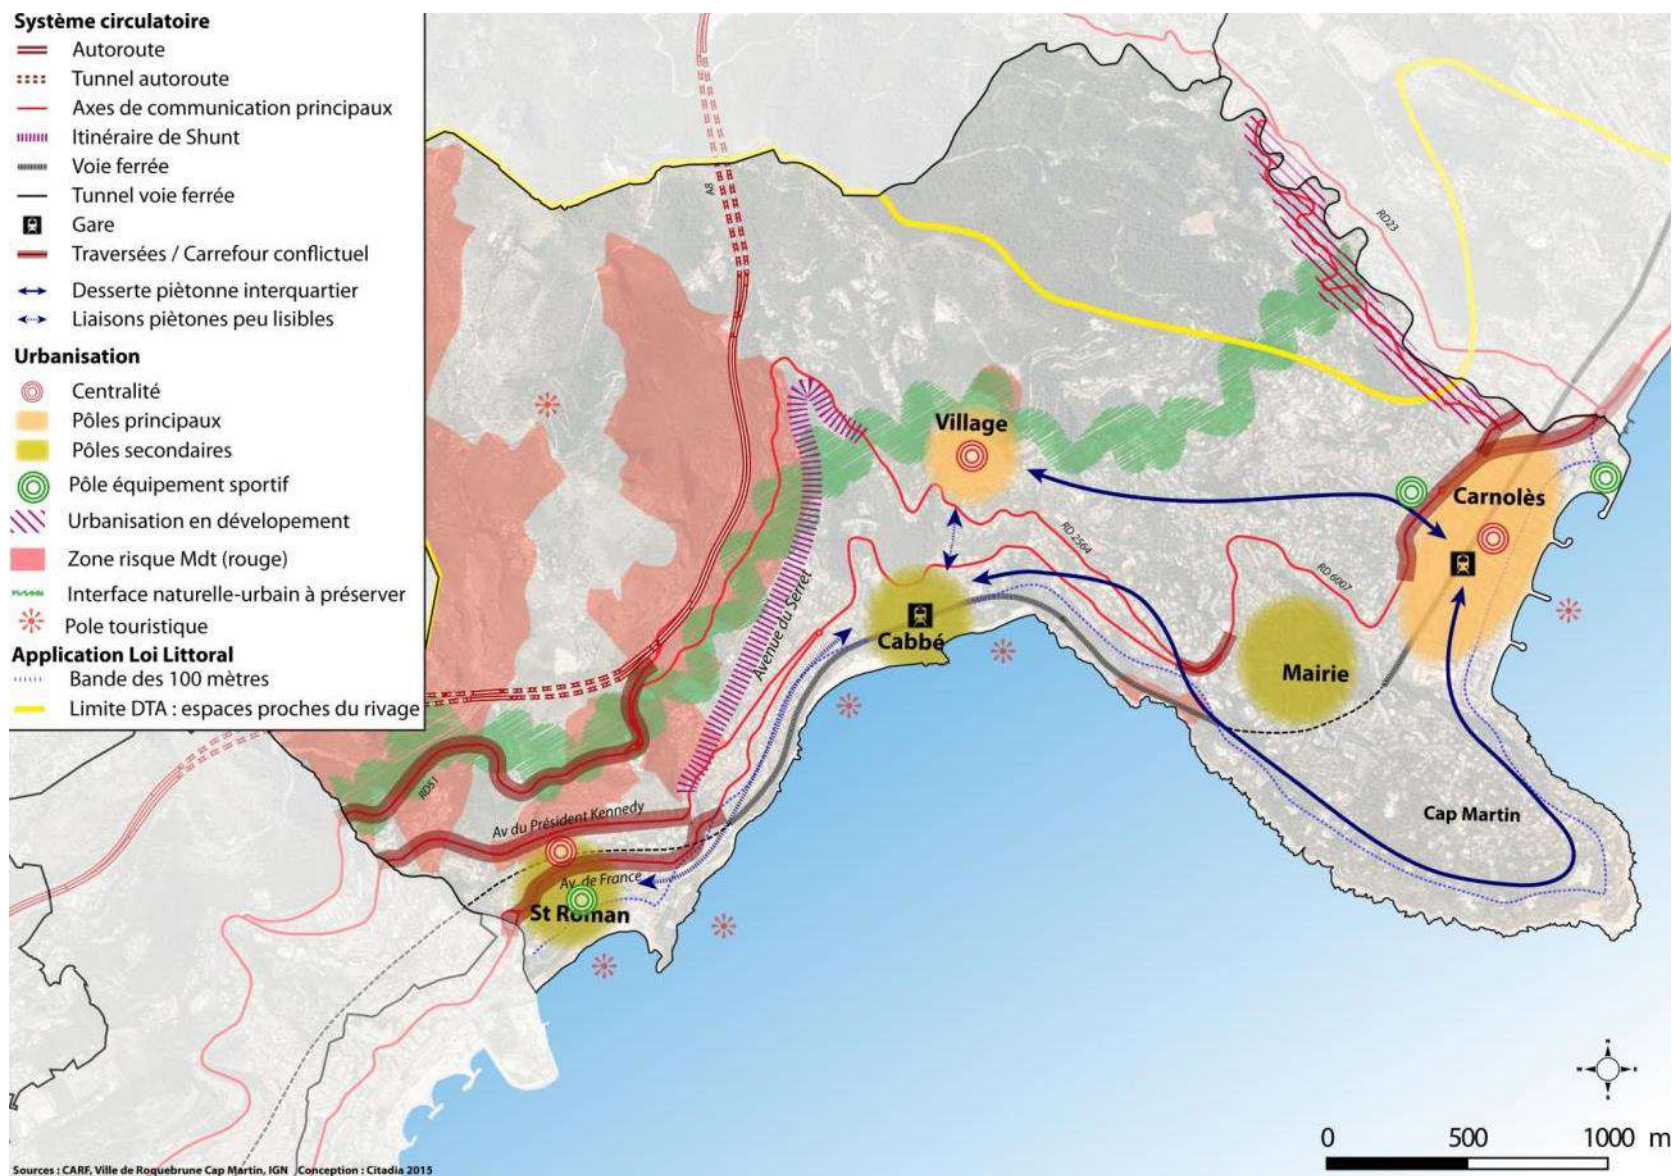 Système circulatoire
Autoroute
Tunnel autoroute
Axes de communication principaux
Itinéraire de Shunt
Voie ferrée
Tunnel voie ferrée
Gare
Traversées / Carrefour conflictuel
Desserte piètonne interquartier
Liaisons piètones peu lisibles
Urbanisation
Centralité
Pôles principaux
Pôles secondaires
Pôle équipement sportif
Urbanisation en dévelopement
Zone risque Mdt (rouge)
Interface naturelle-urbain à préserver
Pole touristique
Application Loi Littoral
Bande des 100 mètres
Limite DTA : espaces proches du rivage
A8
RD23
Village
Carnolès
RD 2564
RD 6007
Avenue du Serret
Cabbé
Mairie
RD51
Av du Président Kennedy
Cap Martin
Av. de France
St Roman
N
W
E
S
0 500 1000 m
Sources : CARF, Ville de Roquebrune Cap Martin, IGN Conception : Citadia 2015